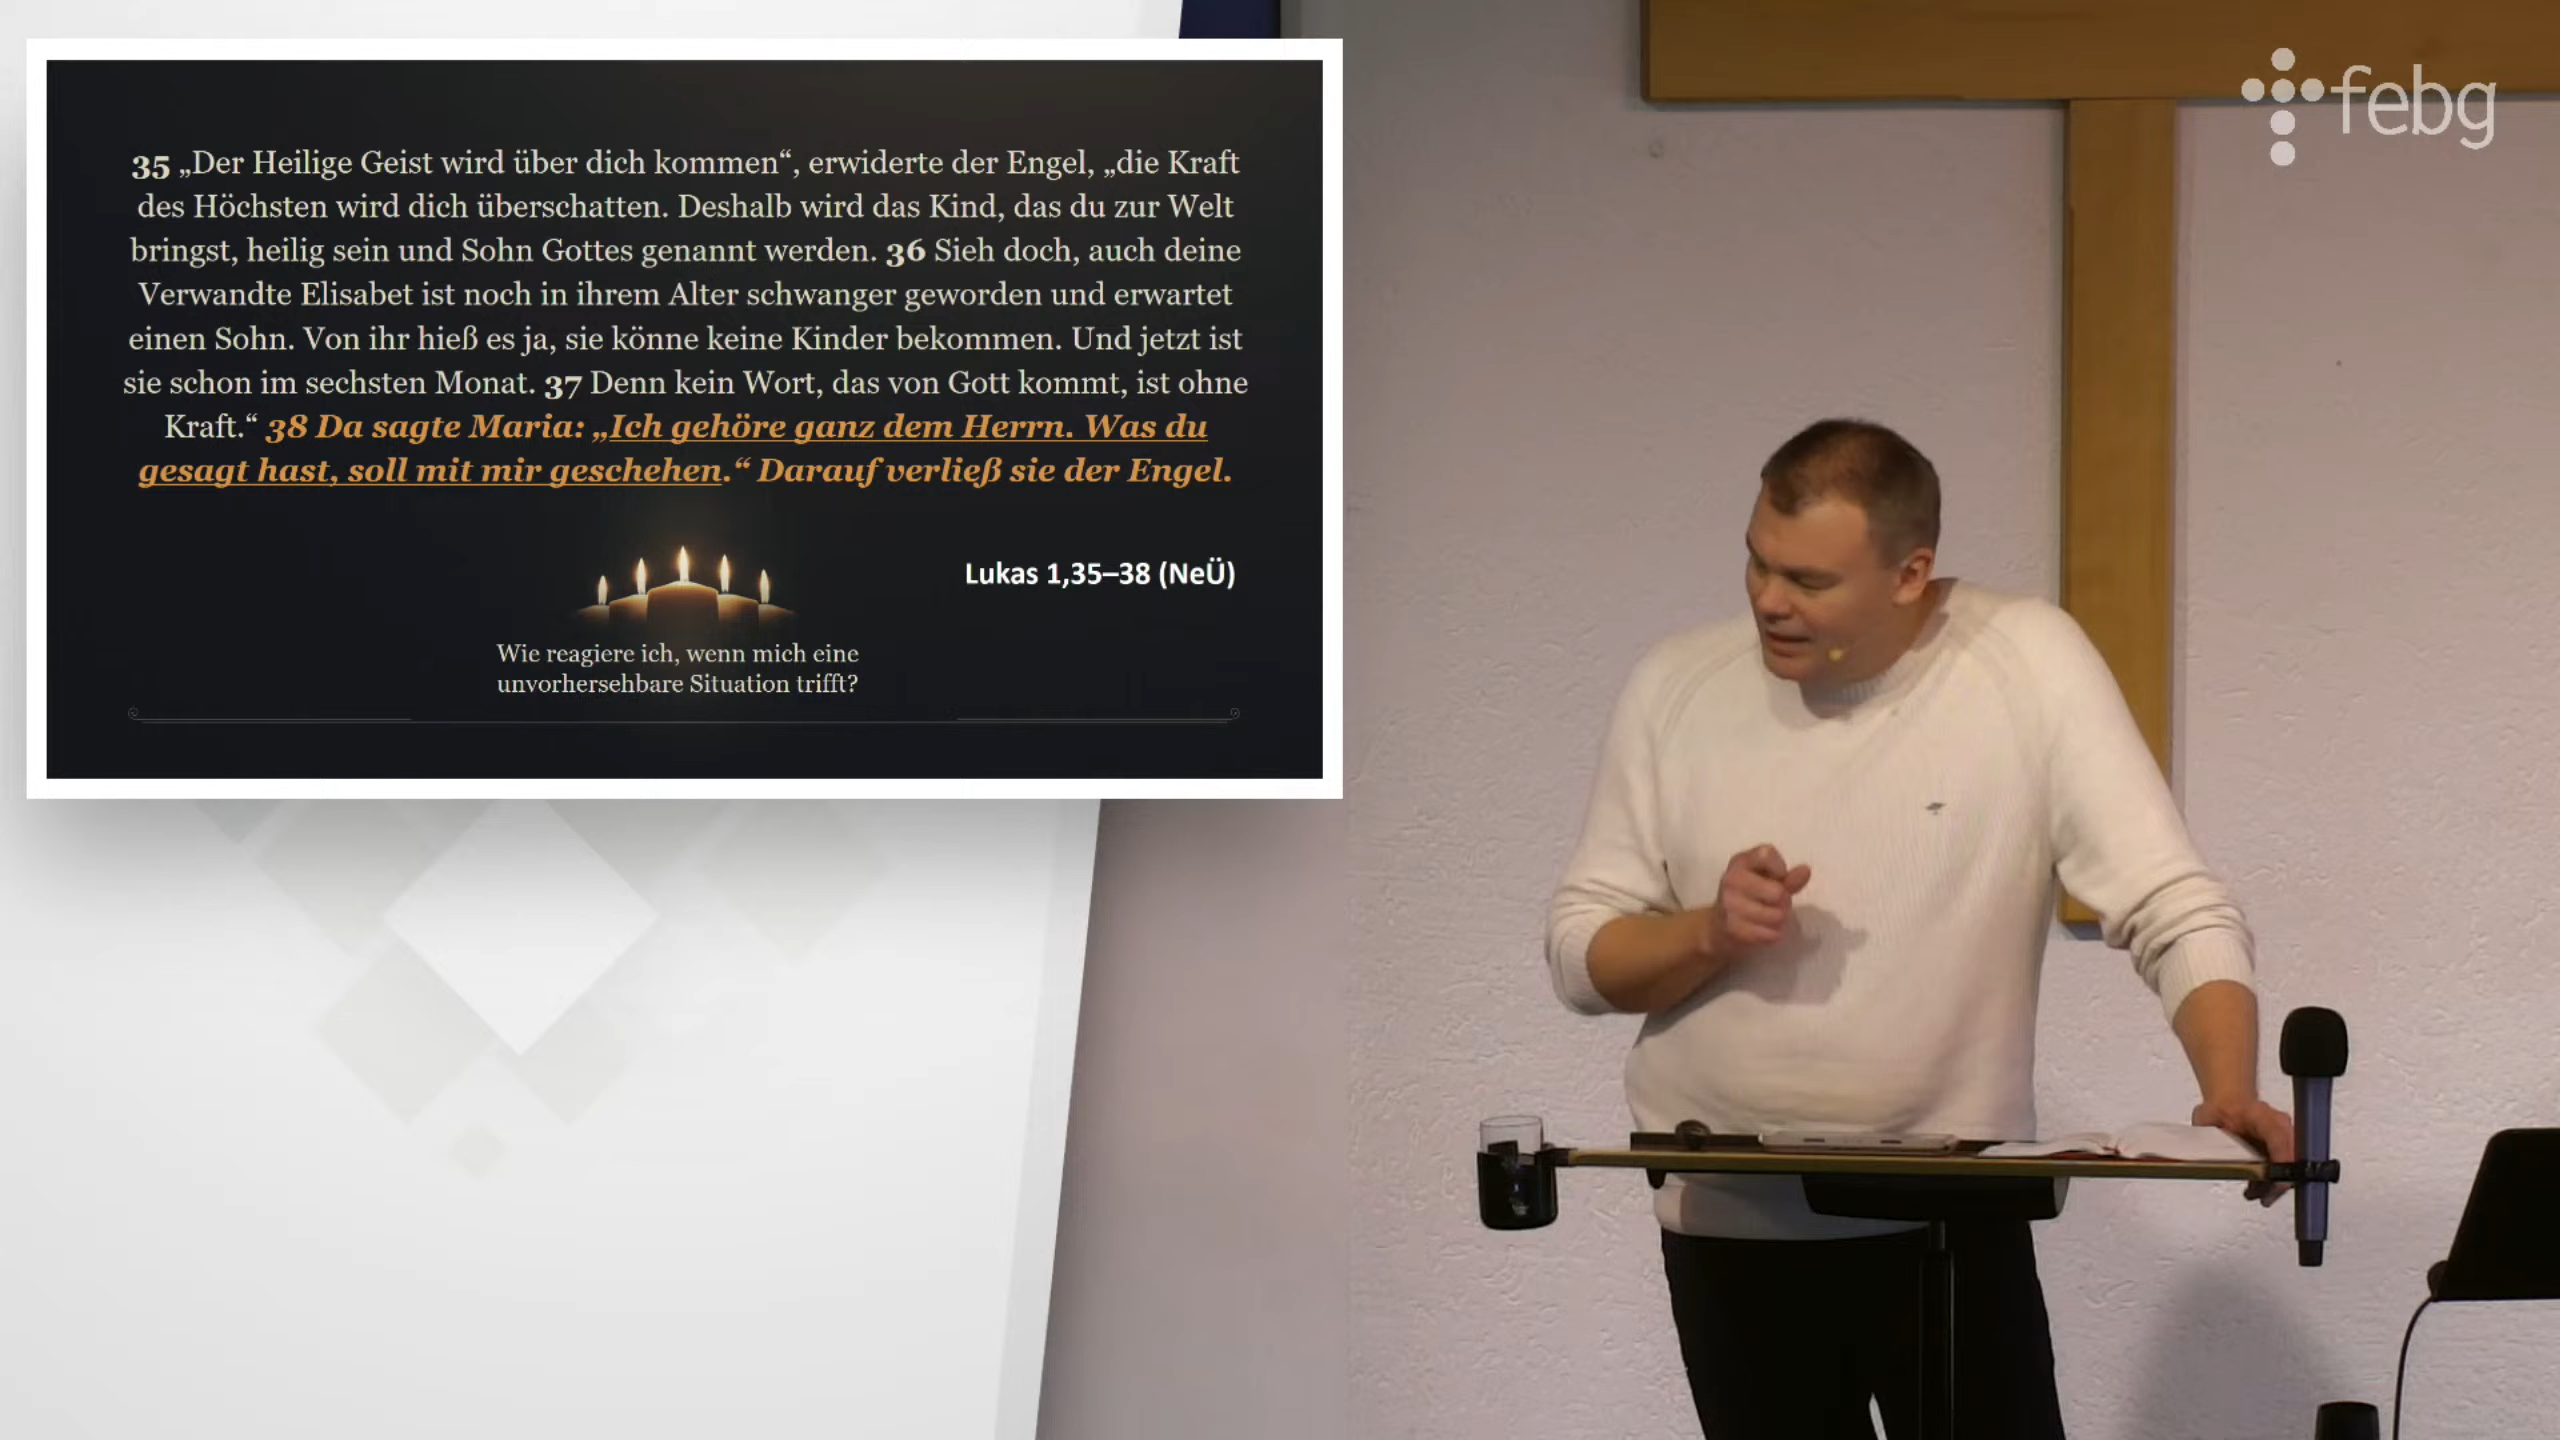 35 „Der Heilige Geist wird über dich kommen“, erwiderte der Engel, „die Kraft
des Höchsten wird dich überschatten. Deshalb wird das Kind, das du zur Welt
bringst, heilig sein und Sohn Gottes genannt werden. 36 Sieh doch, auch deine
Verwandte Elisabet ist noch in ihrem Alter schwanger geworden und erwartet
einen Sohn. Von ihr hieß es ja, sie könne keine Kinder bekommen. Und jetzt ist
sie schon im sechsten Monat. 37 Denn kein Wort, das von Gott kommt, ist ohne
Kraft.“ 38 Da sagte Maria: „Ich gehöre ganz dem Herrn. Was du
gesagt hast, soll mit mir geschehen.“ Darauf verließ sie der Engel.
Lukas 1,35–38 (NeÜ)
Wie reagiere ich, wenn mich eine
unvorhersehbare Situation trifft?
febg